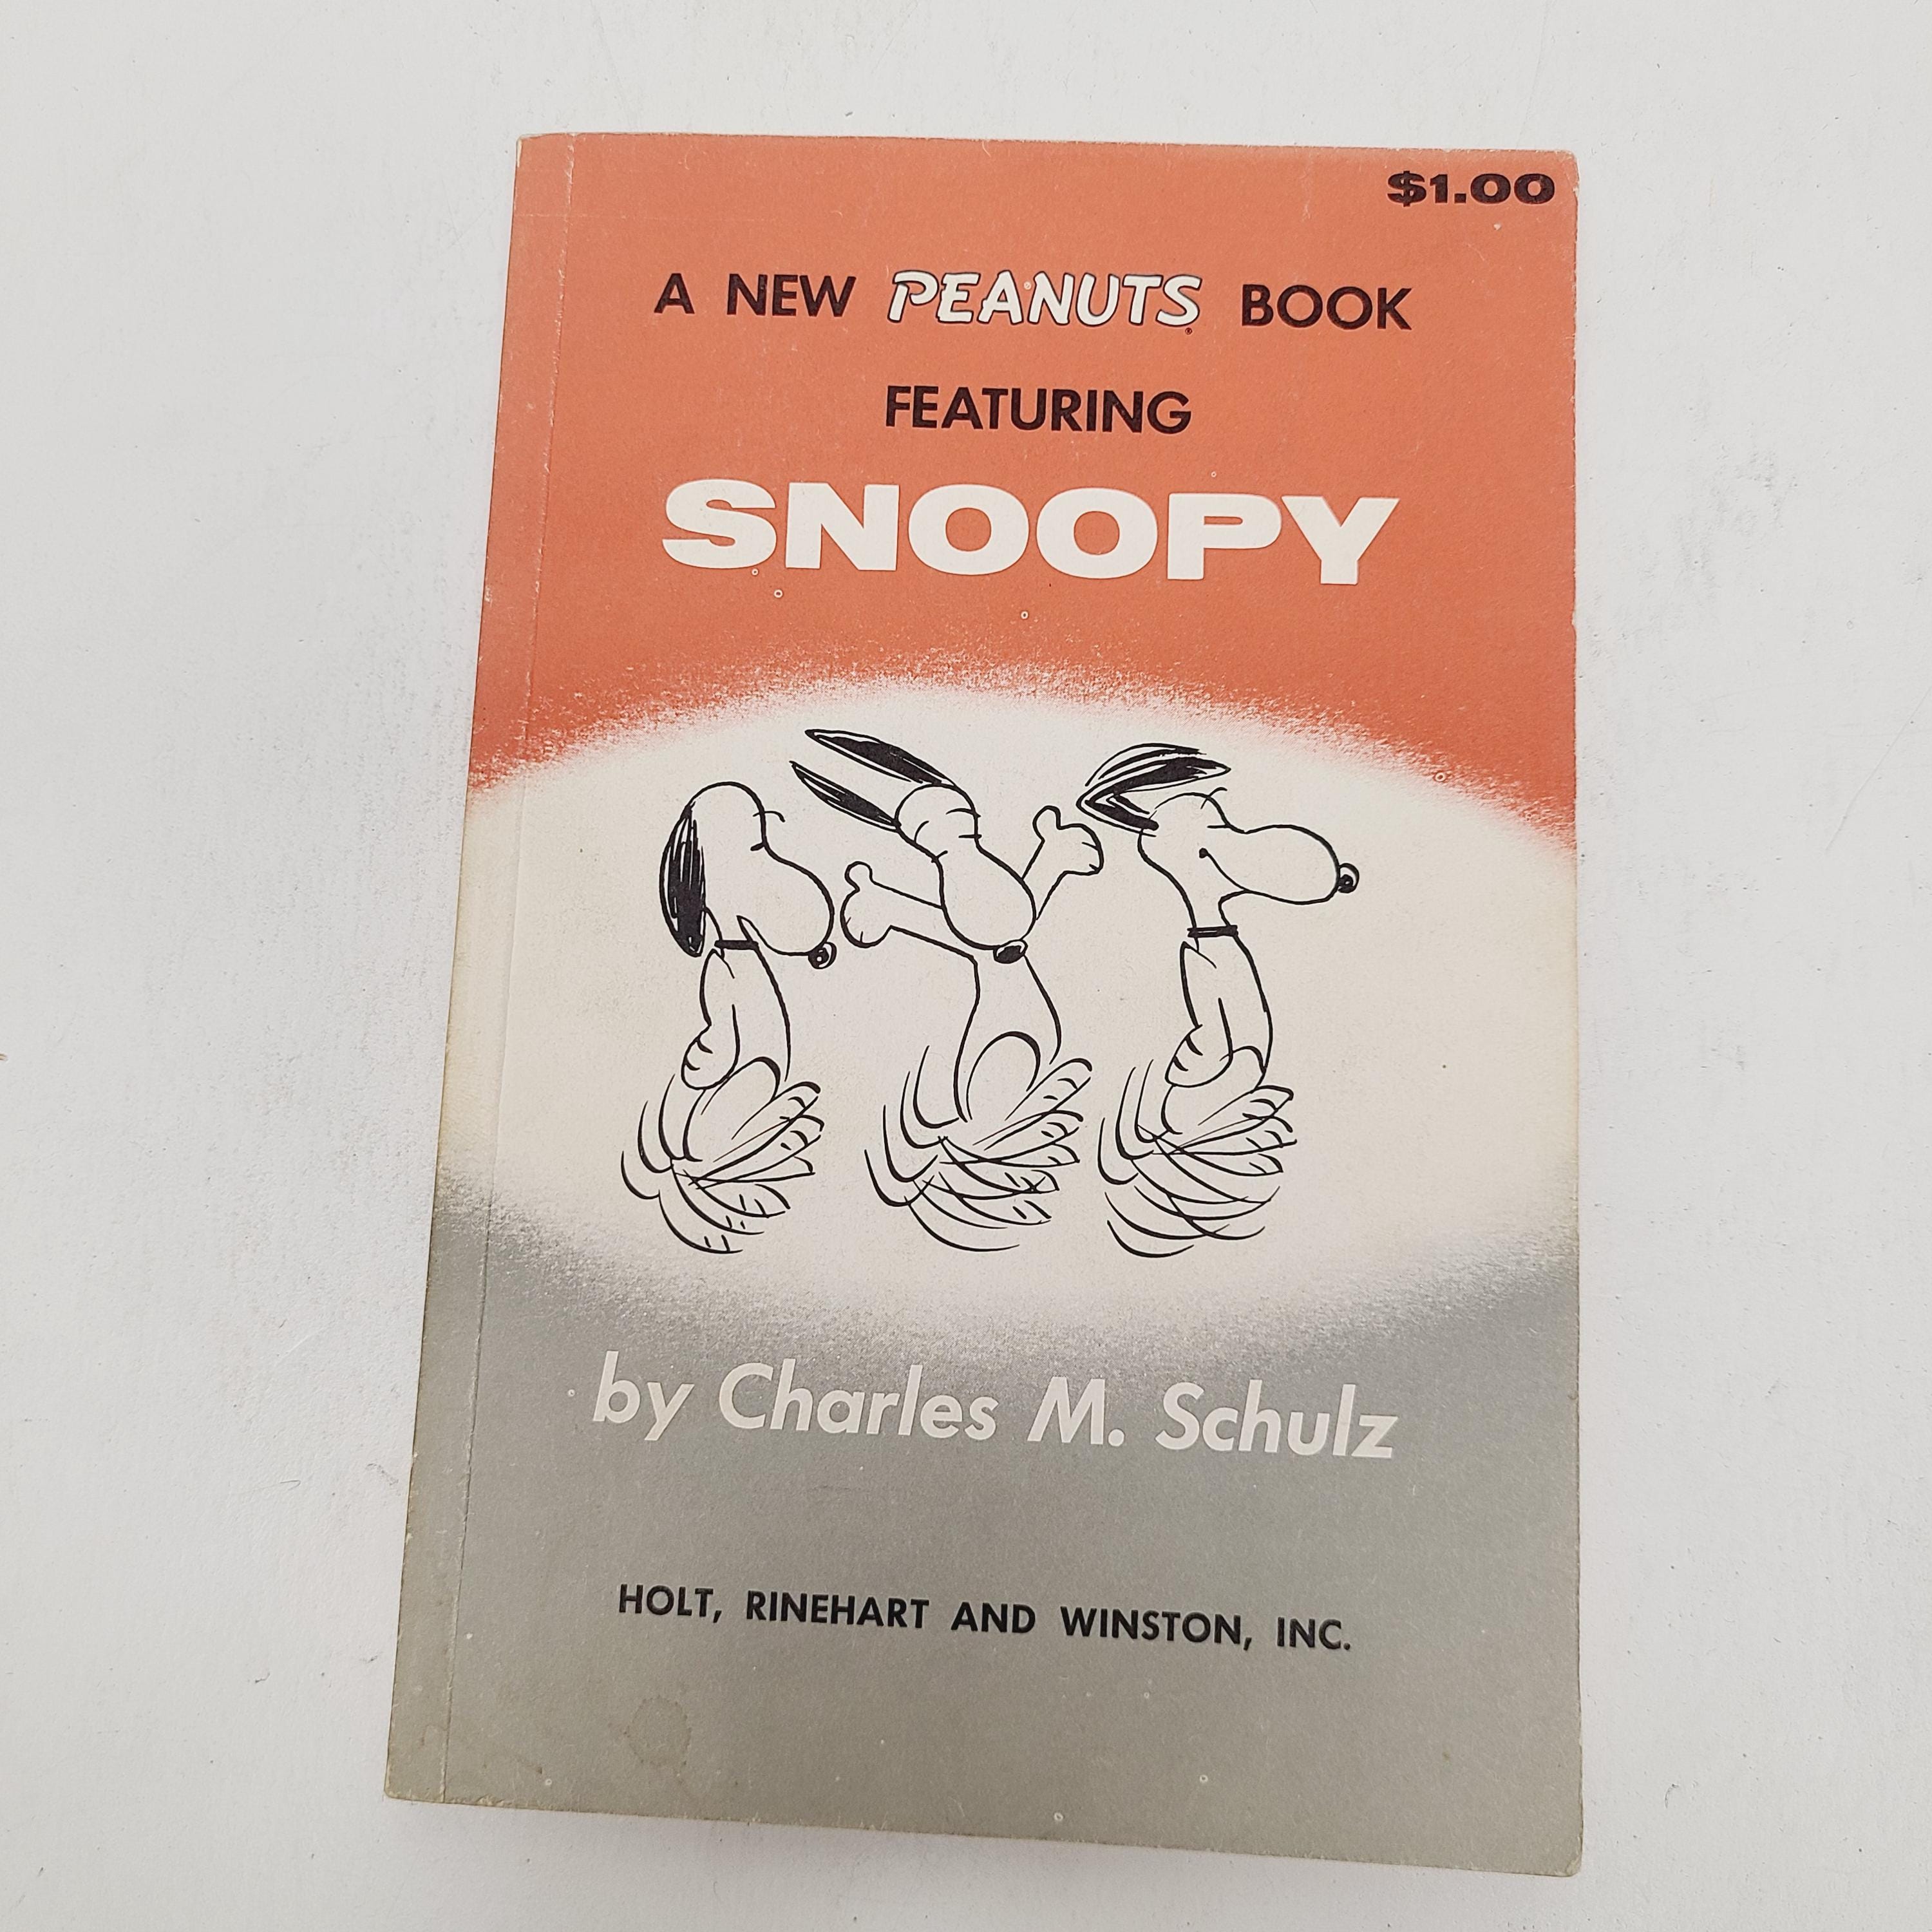 $1.00
A NEW PEANUTS® BOOK
FEATURING
SNOOPY
by Charles M. Schulz
HOLT, RINEHART AND WINSTON, INC.